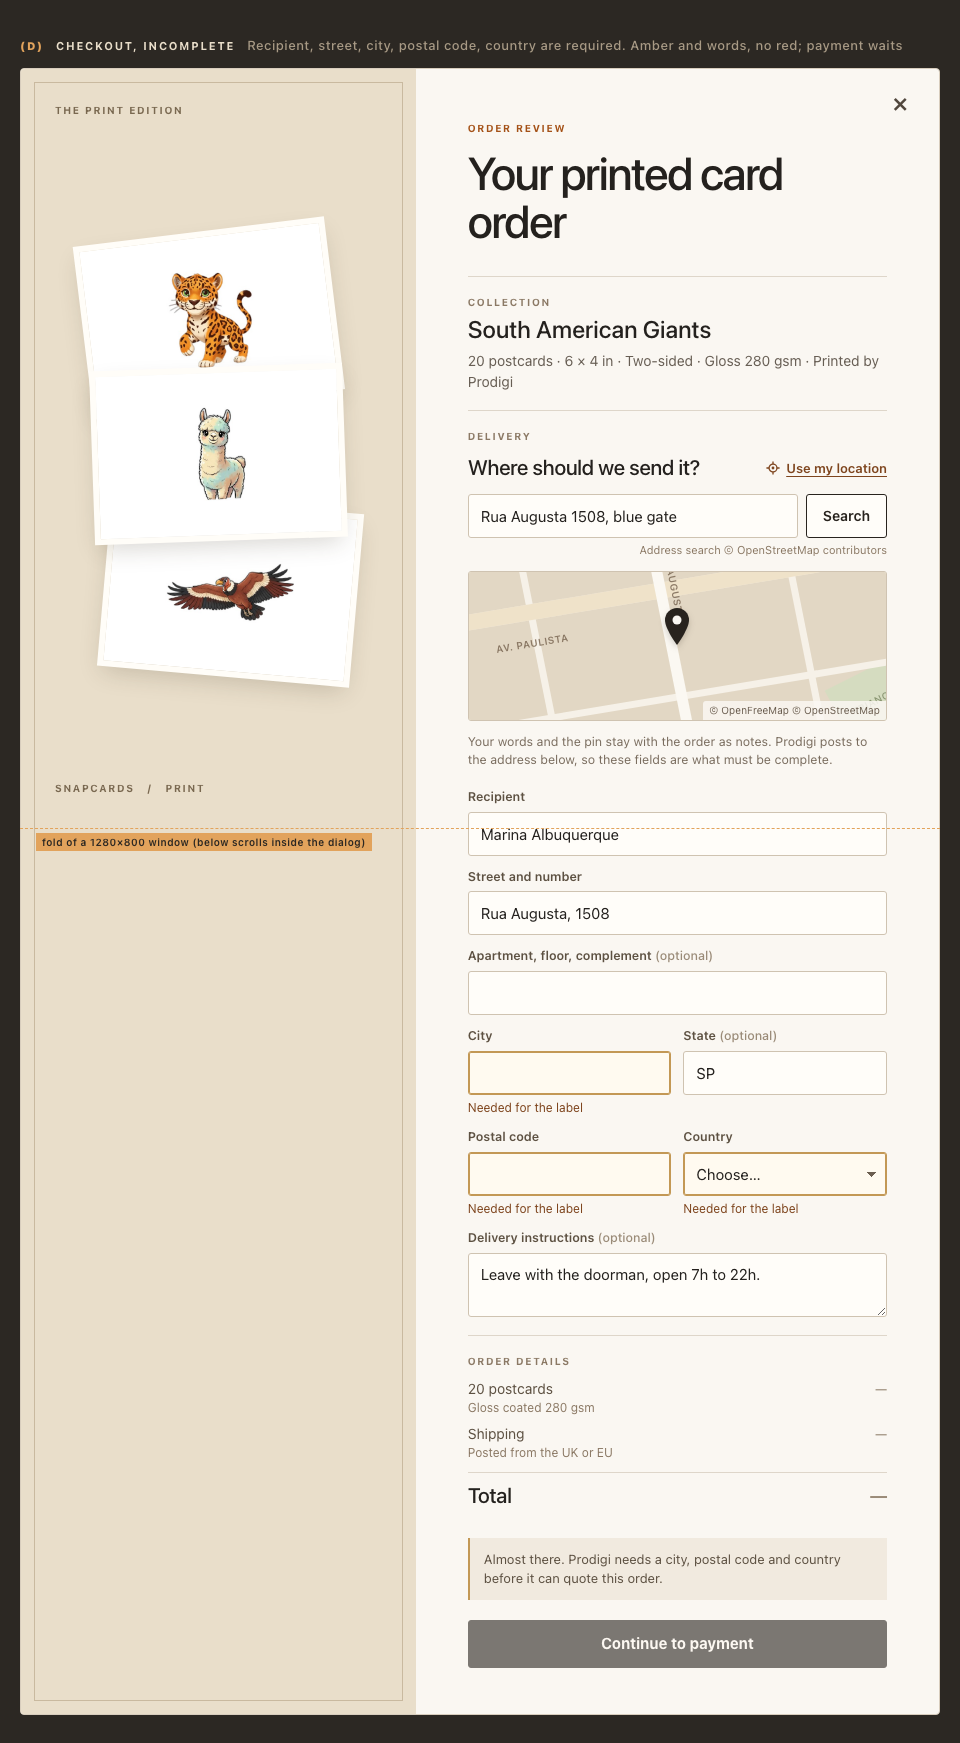 (D) CHECKOUT, INCOMPLETE Recipient, street, city, postal code, country are required. Amber and words, no red; payment waits
THE PRINT EDITION
SNAPCARDS / PRINT
fold of a 1280×800 window (below scrolls inside the dialog)
×
ORDER REVIEW
Your printed card
order
COLLECTION
South American Giants
20 postcards · 6 × 4 in · Two-sided · Gloss 280 gsm · Printed by
Prodigi
DELIVERY
Where should we send it?
Use my location
Rua Augusta 1508, blue gate
Search
Address search © OpenStreetMap contributors
AV. PAULISTA
© OpenFreeMap © OpenStreetMap
Your words and the pin stay with the order as notes. Prodigi posts to
the address below, so these fields are what must be complete.
Recipient
Marina Albuquerque
Street and number
Rua Augusta, 1508
Apartment, floor, complement (optional)
City
State (optional)
SP
Needed for the label
Postal code
Country
Choose...
Needed for the label
Needed for the label
Delivery instructions (optional)
Leave with the doorman, open 7h to 22h.
ORDER DETAILS
20 postcards —
Gloss coated 280 gsm
Shipping —
Posted from the UK or EU
Total —
Almost there. Prodigi needs a city, postal code and country
before it can quote this order.
Continue to payment